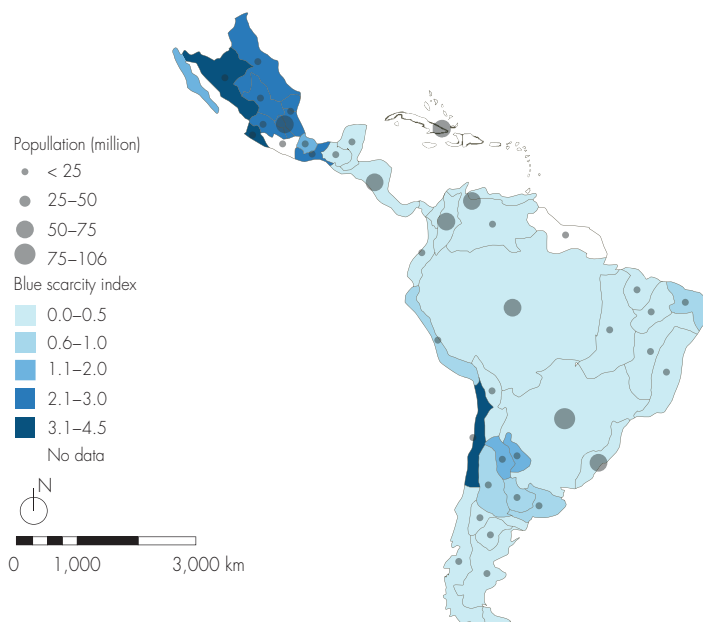 Popullation (million)
< 25
25–50
50–75
75–106
Blue scarcity index
0.0–0.5
0.6–1.0
1.1–2.0
2.1–3.0
3.1–4.5
No data
N
0 1,000 3,000 km